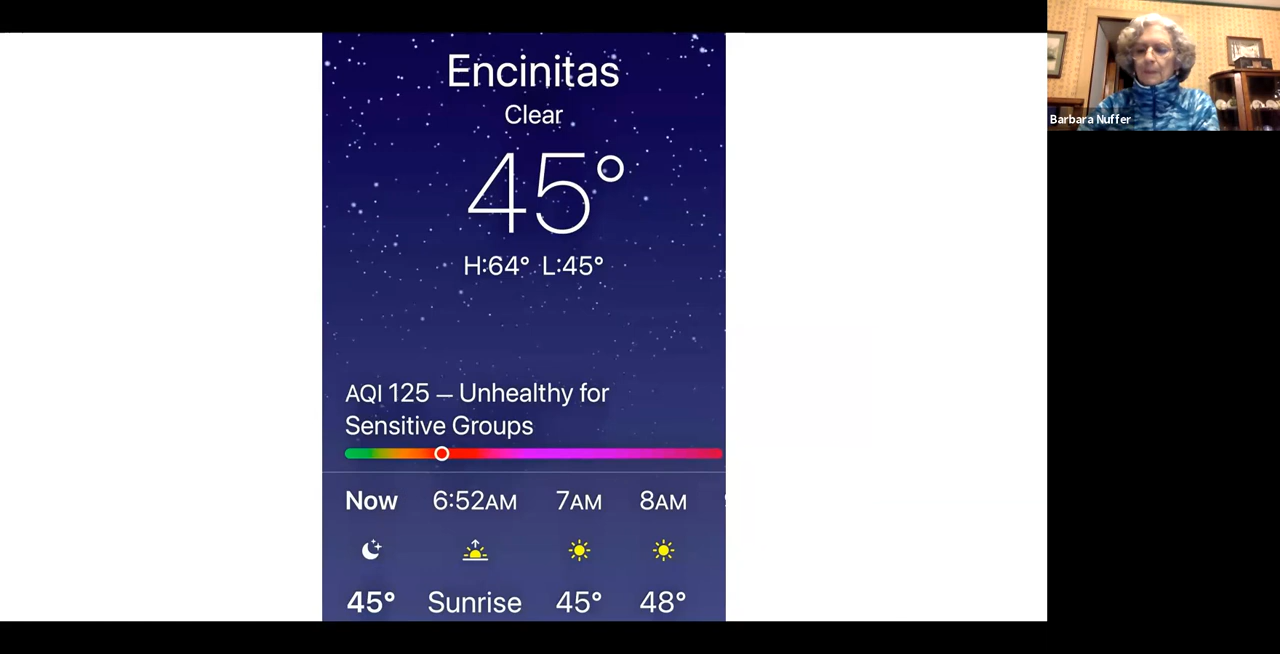 Encinitas
Clear
45°
H:64° L:45°
AQI 125 — Unhealthy for
Sensitive Groups
Now 6:52AM 7AM 8AM
45° Sunrise 45° 48°
Barbara Nuffer